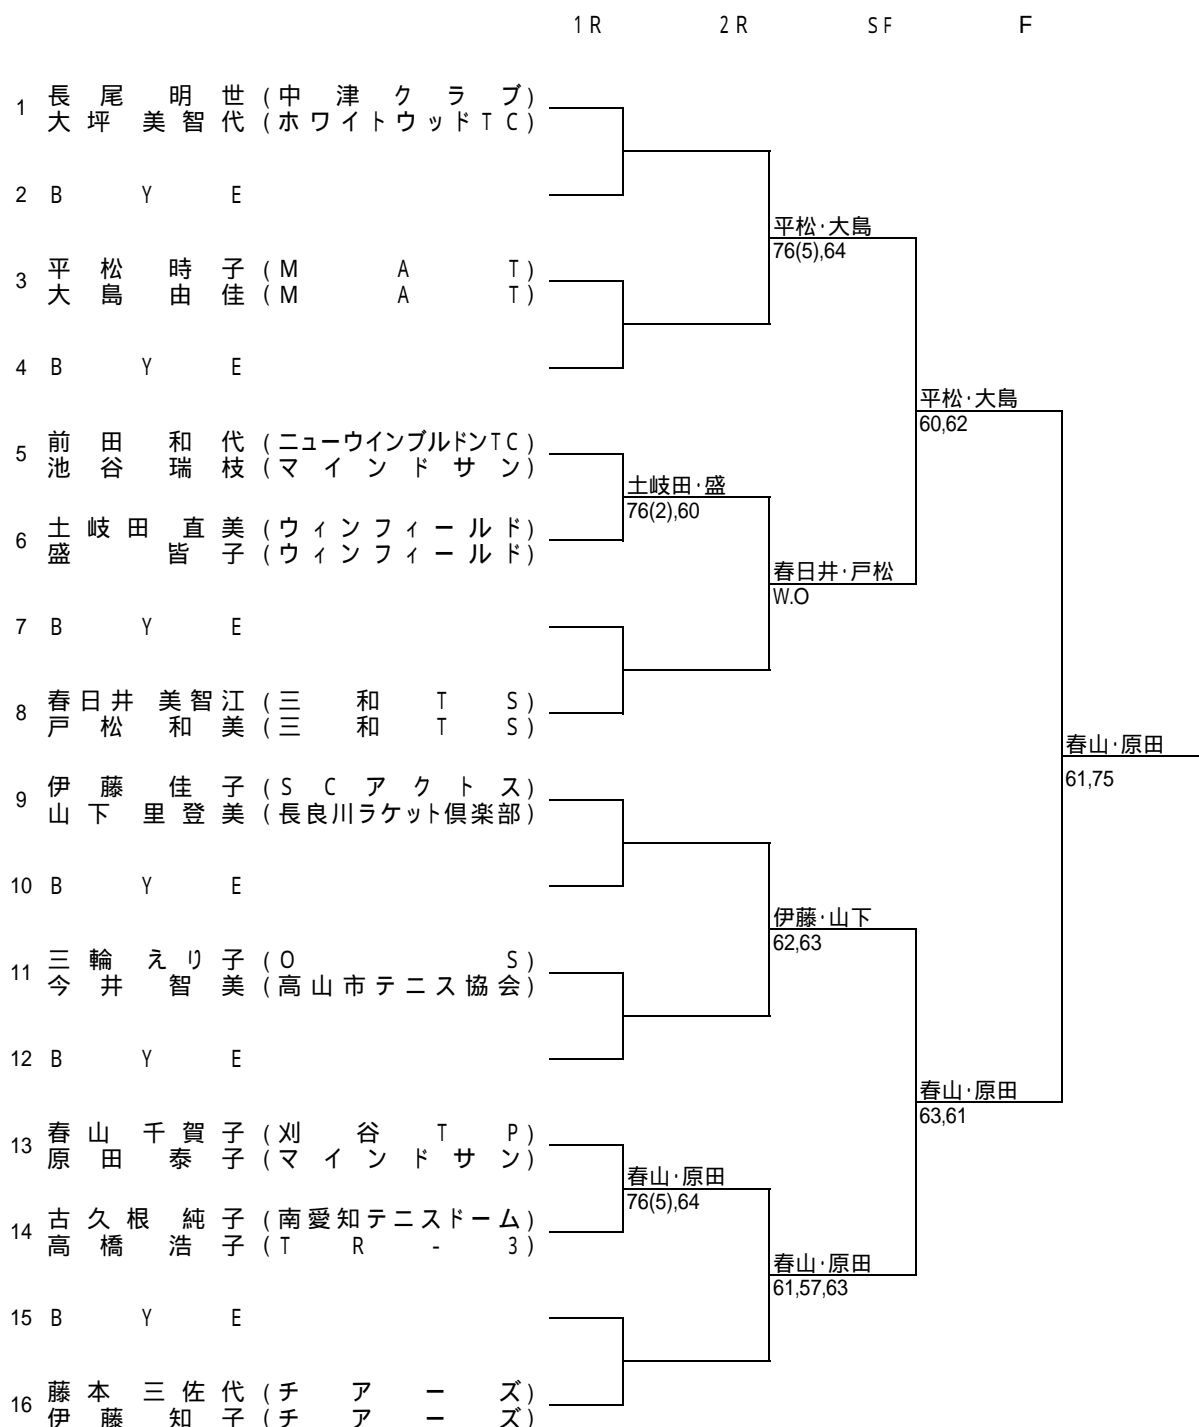 1R 2R SF F
1 長尾明世(中津クラブ)
大坪美智代(ホワイトウッドTC)
2 BYE
平松・大島
76(5),64
3 平松時子(MAT)
大島由佳(MAT)
4 BYE
平松・大島
60,62
5 前田和代(ニューウインブルドンTC)
池谷瑞枝(マインドサン)
土岐田・盛
76(2),60
6 土岐田直美(ウィンフィールド)
盛皆子(ウィンフィールド)
春日井・戸松
W.O
7 BYE
8 春日井美智江(三和TS)
戸松和美(三和TS)
春山・原田
61,75
9 伊藤佳子(SCアクトス)
山下里登美(長良川ラケット倶楽部)
10 BYE
伊藤・山下
62,63
11 三輪えり子(OS)
今井智美(高山市テニス協会)
12 BYE
春山・原田
63,61
13 春山千賀子(刈谷TP)
原田泰子(マインドサン)
春山・原田
76(5),64
14 古久根純子(南愛知テニスドーム)
高橋浩子(TR-3)
春山・原田
61,57,63
15 BYE
16 藤本三佐代(チアーズ)
伊藤知子(チアーズ)